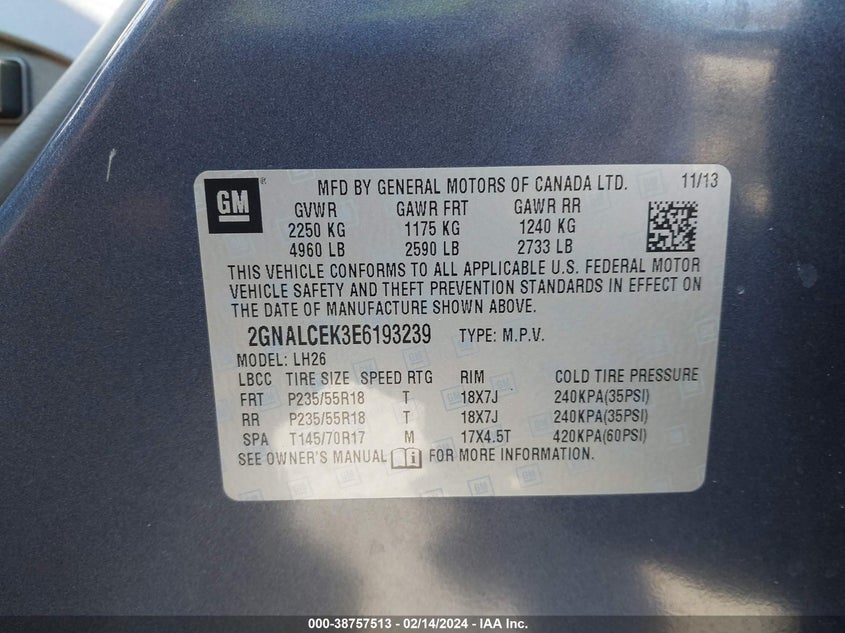 GM ® MFD BY GENERAL MOTORS OF CANADA LTD. 11/13
GVWR GAWR FRT GAWR RR
2250 KG 1175 KG 1240 KG
4960 LB 2590 LB 2733 LB
THIS VEHICLE CONFORMS TO ALL APPLICABLE U.S. FEDERAL MOTOR
VEHICLE SAFETY AND THEFT PREVENTION STANDARDS IN EFFECT ON
THE DATE OF MANUFACTURE SHOWN ABOVE.
2GNALCEK3E6193239 TYPE: M.P.V.
MODEL: LH26
LBCC TIRE SIZE SPEED RTG RIM COLD TIRE PRESSURE
FRT P235/55R18 T 18X7J 240KPA(35PSI)
RR P235/55R18 T 18X7J 240KPA(35PSI)
SPA T145/70R17 M 17X4.5T 420KPA(60PSI)
SEE OWNER'S MANUAL i FOR MORE INFORMATION.
000-38757513 - 02/14/2024 - IAA Inc.